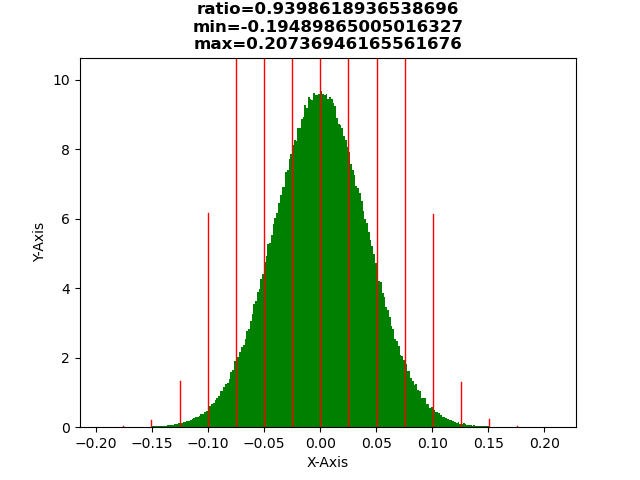 ratio=0.9398618936538696
min=-0.19489865005016327
max=0.20736946165561676
10
8
6
4
2
0
Y-Axis
−0.20 −0.15 −0.10 −0.05 0.00 0.05 0.10 0.15 0.20
X-Axis